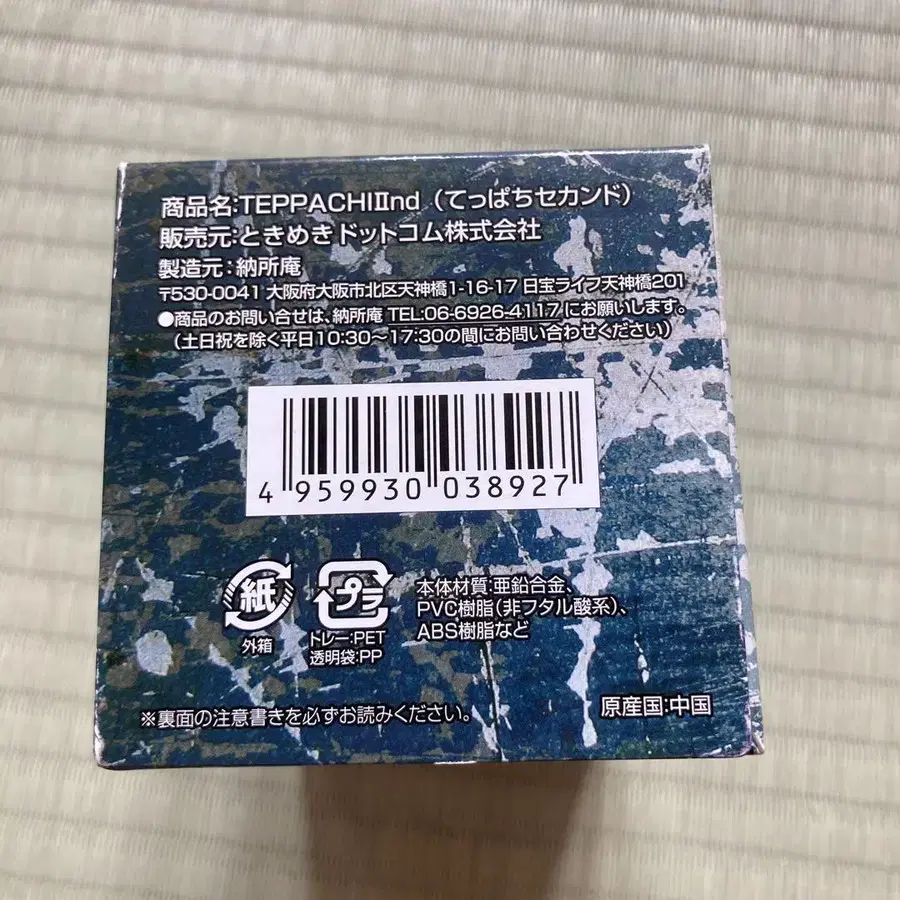 商品名:TEPPACHIⅡnd（てっぱちセカンド）
販売元:ときめきドットコム株式会社
製造元:納所庵
〒530-0041 大阪府大阪市北区天神橋1-16-17 日宝ライフ天神橋201
●商品のお問い合せは、納所庵 TEL:06-6926-4117 にお願いします。
（土日祝を除く平日10:30～17:30の間にお問い合わせください）
4 959930 038927
紙
外箱
プラ
トレー:PET
透明袋:PP
本体材質:亜鉛合金、
PVC樹脂（非フタル酸系）、
ABS樹脂など
※裏面の注意書きを必ずお読みください。
原産国:中国